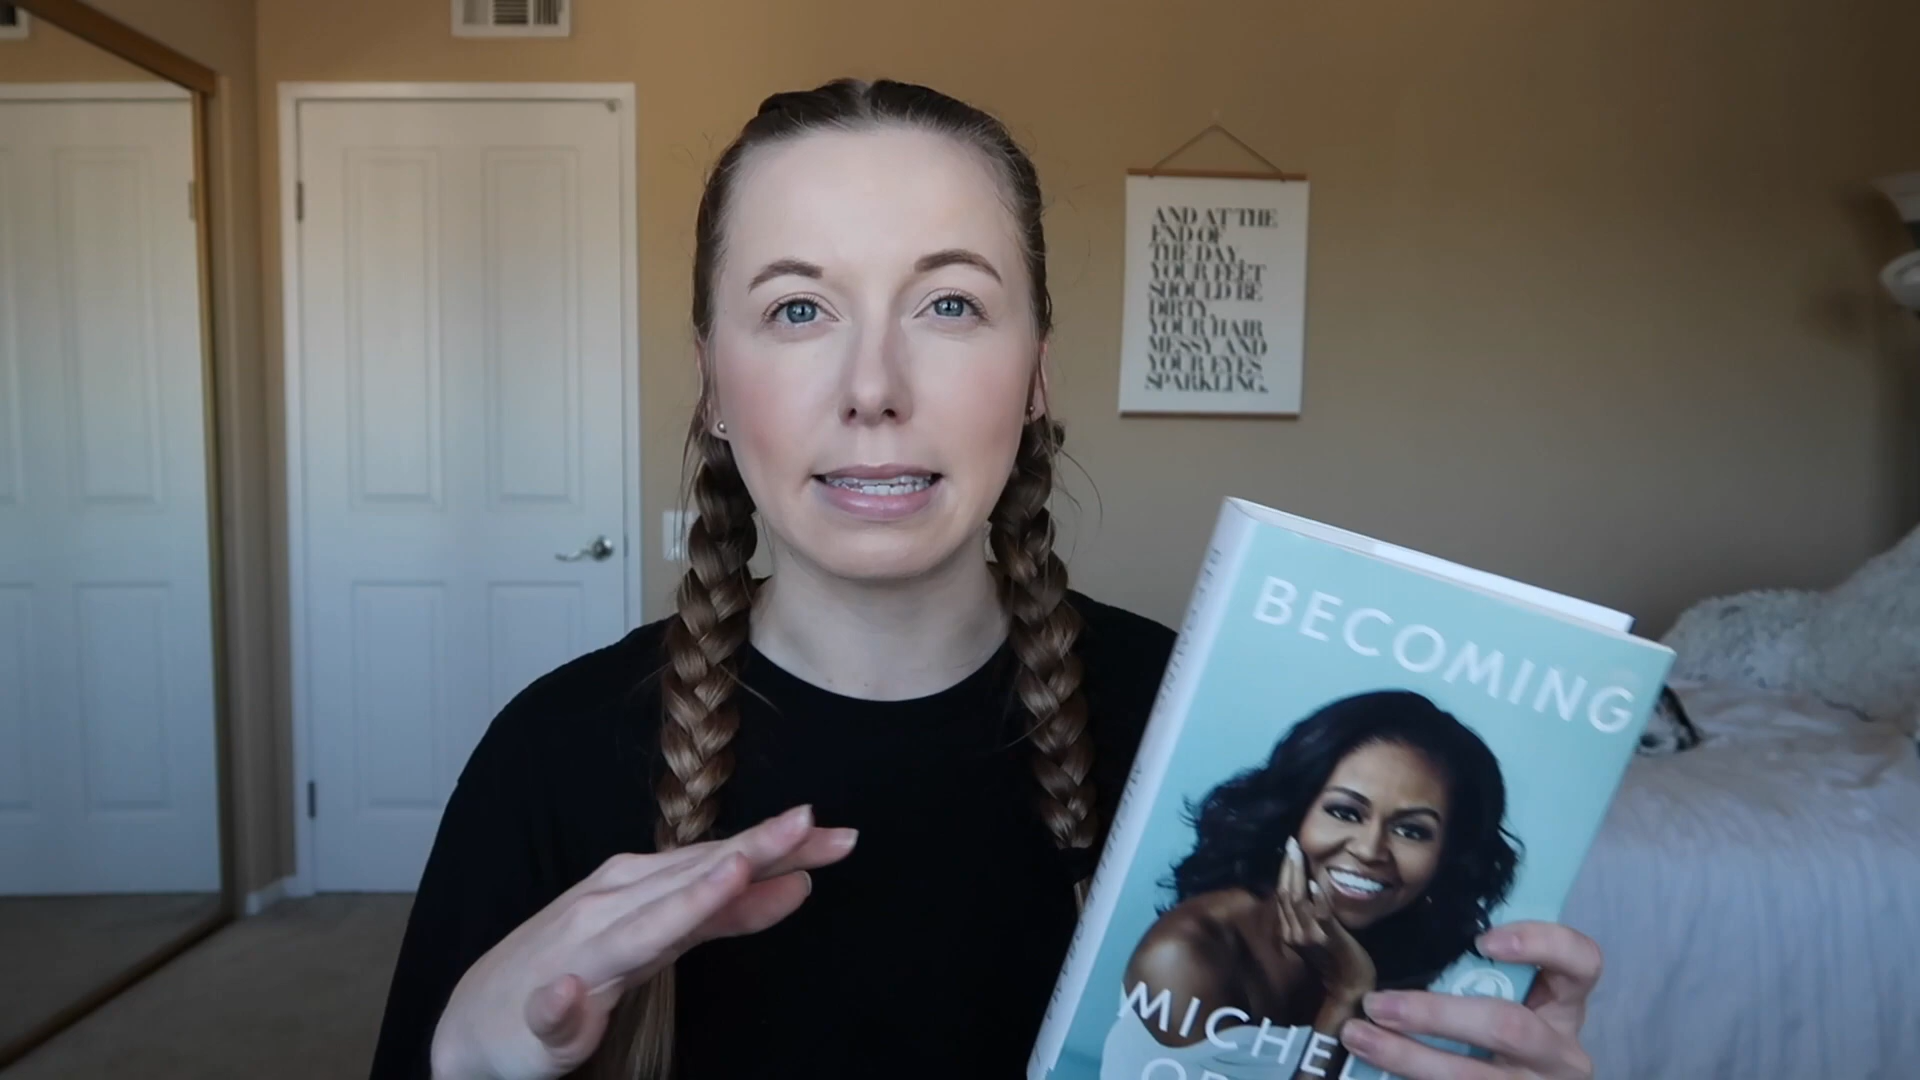 AND AT THE
END OF
THE DAY,
YOUR FEET
SHOULD BE
DIRTY,
YOUR HAIR
MESSY AND
YOUR EYES
SPARKLING.
BECOMING
MICHEL
OB